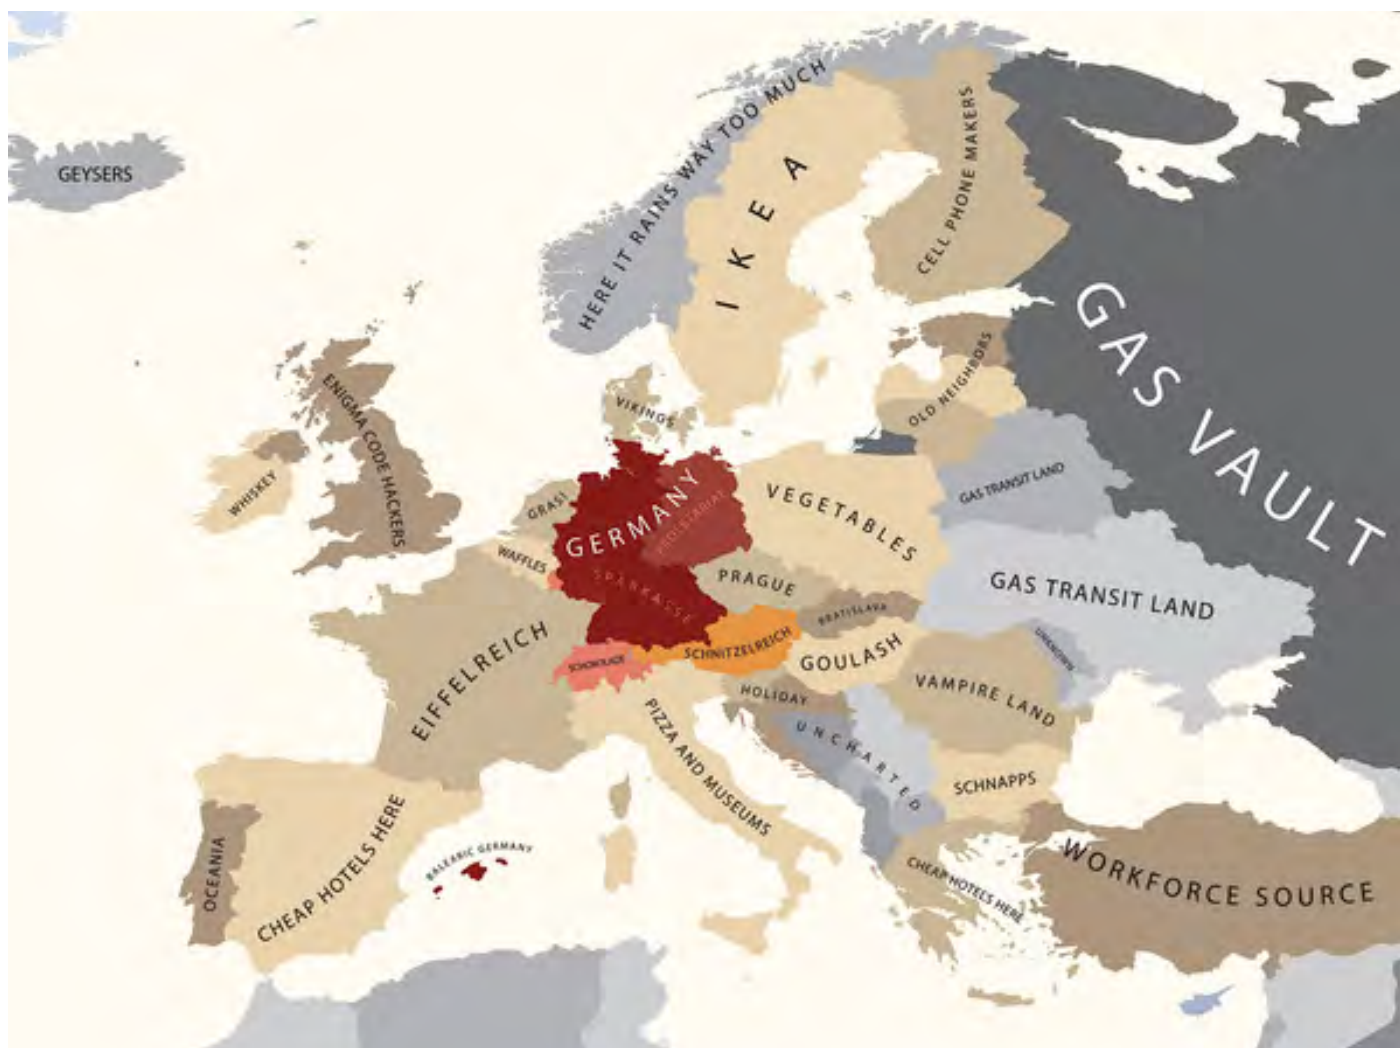 GEYSERS
HERE IT RAINS WAY TOO MUCH
IKEA
CELL PHONE MAKERS
GAS VAULT
OLD NEIGHBORS
ENIGMA CODE HACKERS
WHISKEY
VIKINGS
GRAS!
GERMANY
PROLETARIAT
SPARKASSE
VEGETABLES
GAS TRANSIT LAND
WAFFLES
PRAGUE
BRATISLAVA
GAS TRANSIT LAND
UNKNOWN
EIFFELREICH
SCHOKOLADE
SCHNITZELREICH
GOULASH
VAMPIRE LAND
HOLIDAY
UNCHARTED
PIZZA AND MUSEUMS
SCHNAPPS
OCEANIA
CHEAP HOTELS HERE
BALEARIC GERMANY
CHEAP HOTELS HERE
WORKFORCE SOURCE